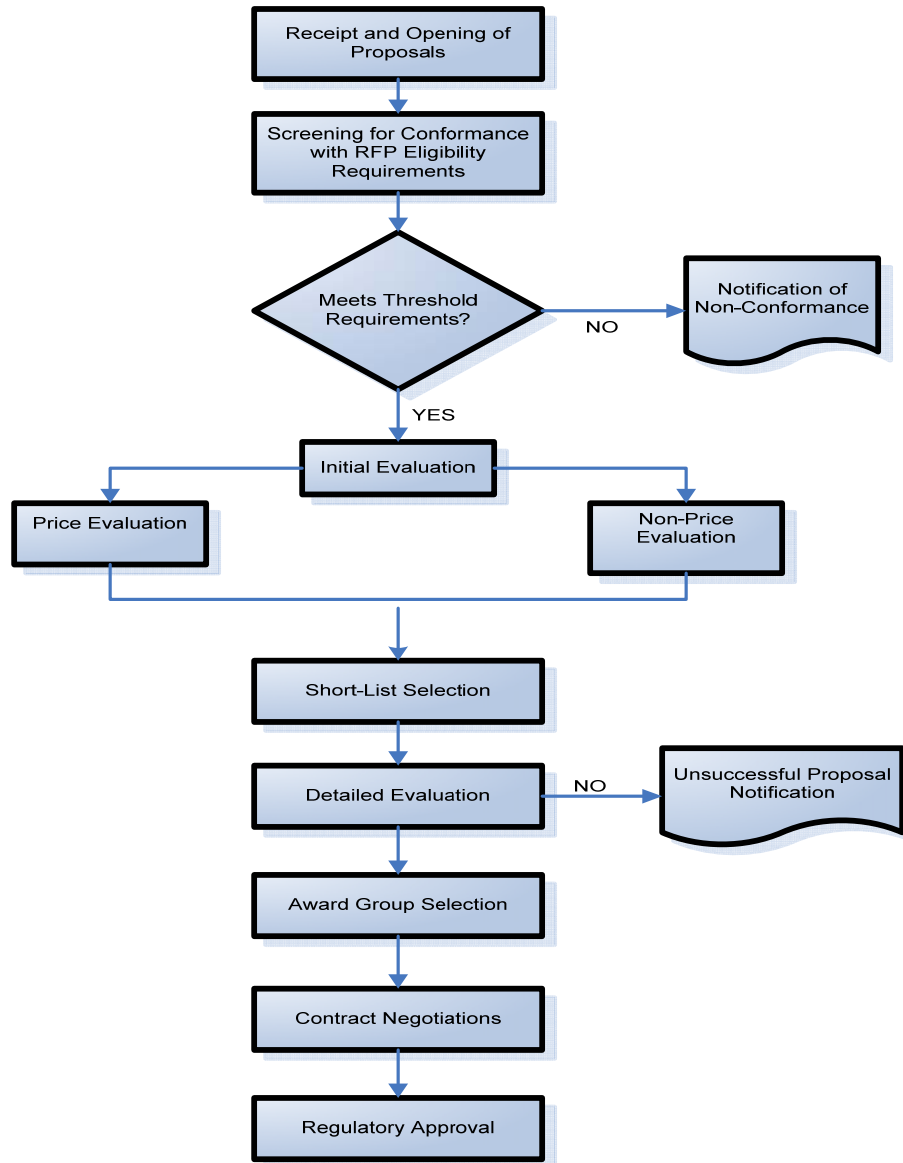 Receipt and Opening of
Proposals
Screening for Conformance
with RFP Eligibility
Requirements
Meets Threshold
Requirements?
NO
Notification of
Non-Conformance
YES
Initial Evaluation
Price Evaluation
Non-Price
Evaluation
Short-List Selection
Detailed Evaluation
NO
Unsuccessful Proposal
Notification
Award Group Selection
Contract Negotiations
Regulatory Approval